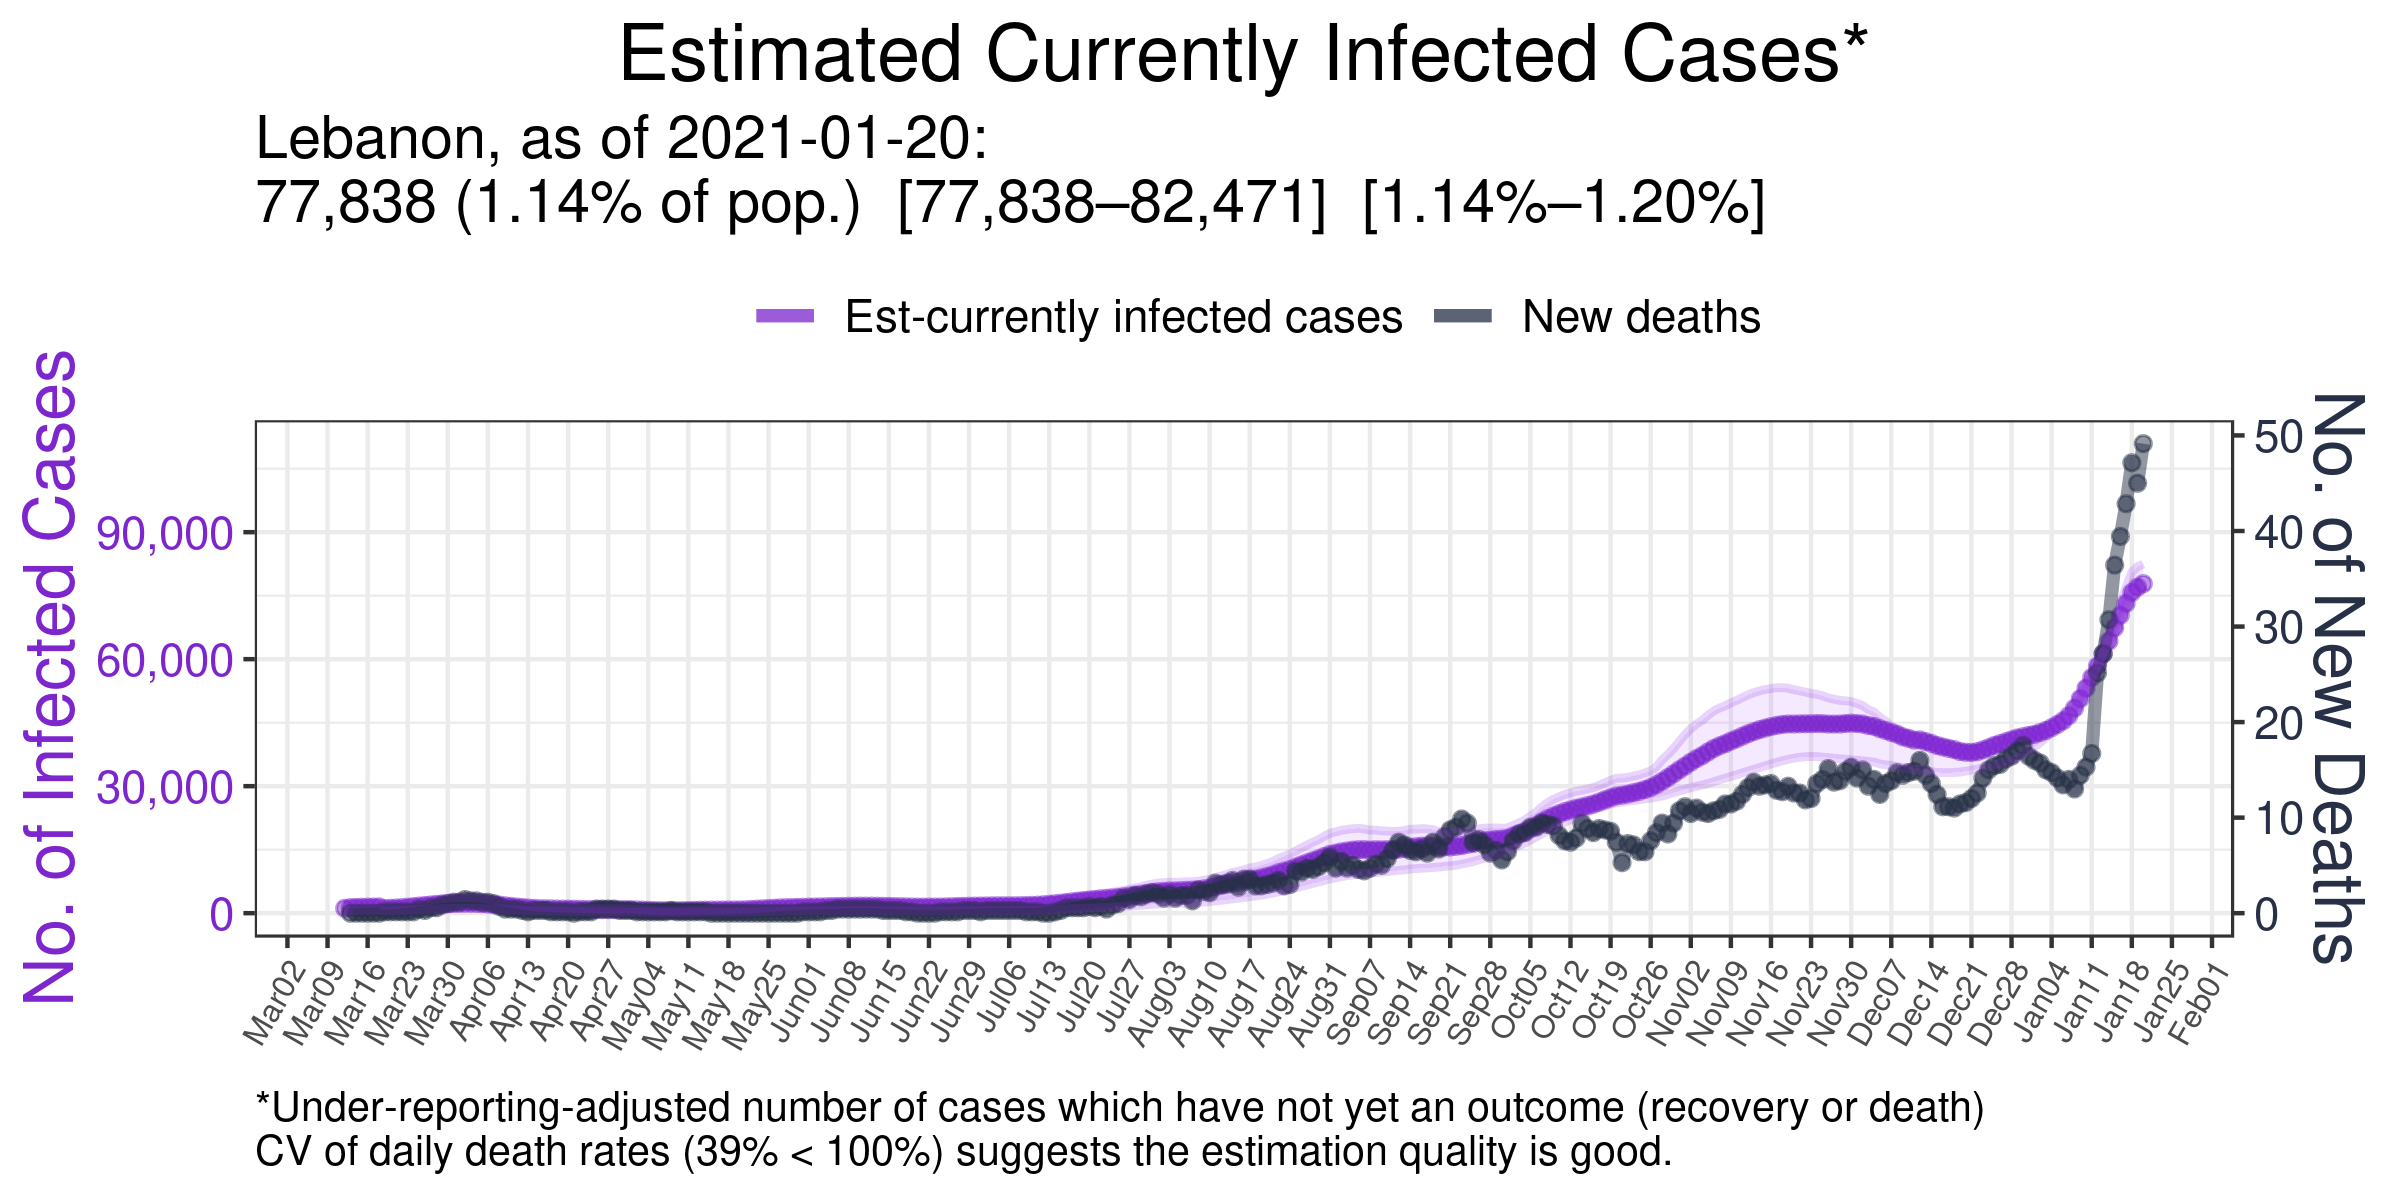 Estimated Currently Infected Cases*
Lebanon, as of 2021-01-20:
77,838 (1.14% of pop.)  [77,838–82,471]  [1.14%–1.20%]
Est-currently infected cases
New deaths
No. of Infected Cases
90,000
60,000
30,000
0
No. of New Deaths
50
40
30
20
10
0
Mar02
Mar09
Mar16
Mar23
Mar30
Apr06
Apr13
Apr20
Apr27
May04
May11
May18
May25
Jun01
Jun08
Jun15
Jun22
Jun29
Jul06
Jul13
Jul20
Jul27
Aug03
Aug10
Aug17
Aug24
Aug31
Sep07
Sep14
Sep21
Sep28
Oct05
Oct12
Oct19
Oct26
Nov02
Nov09
Nov16
Nov23
Nov30
Dec07
Dec14
Dec21
Dec28
Jan04
Jan11
Jan18
Jan25
Feb01
*Under-reporting-adjusted number of cases which have not yet an outcome (recovery or death)
CV of daily death rates (39% < 100%) suggests the estimation quality is good.